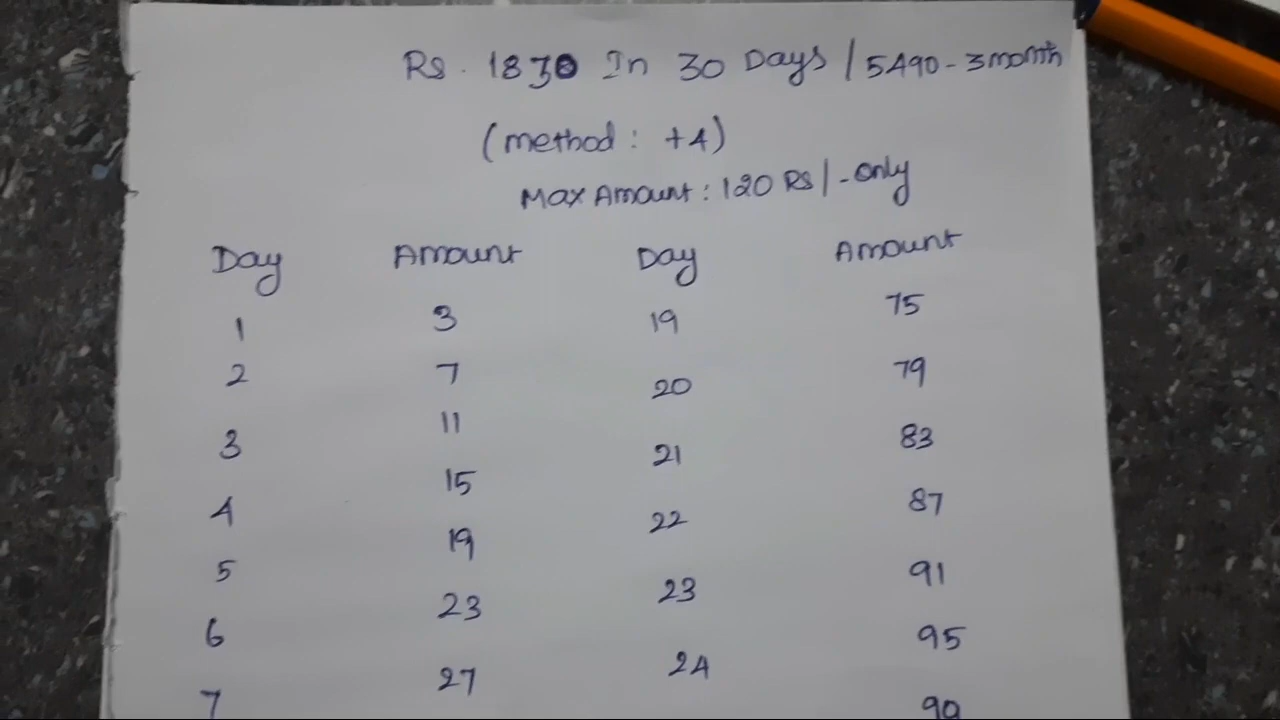 Rs. 1830 In 30 Days / 5490 - 3 month
(method: +4)
Max Amount: 120 Rs/- only
Day Amount Day Amount
1 3 19 75
2 7 20 79
3 11 21 83
4 15 22 87
5 19 23 91
6 23 24 95
7 27